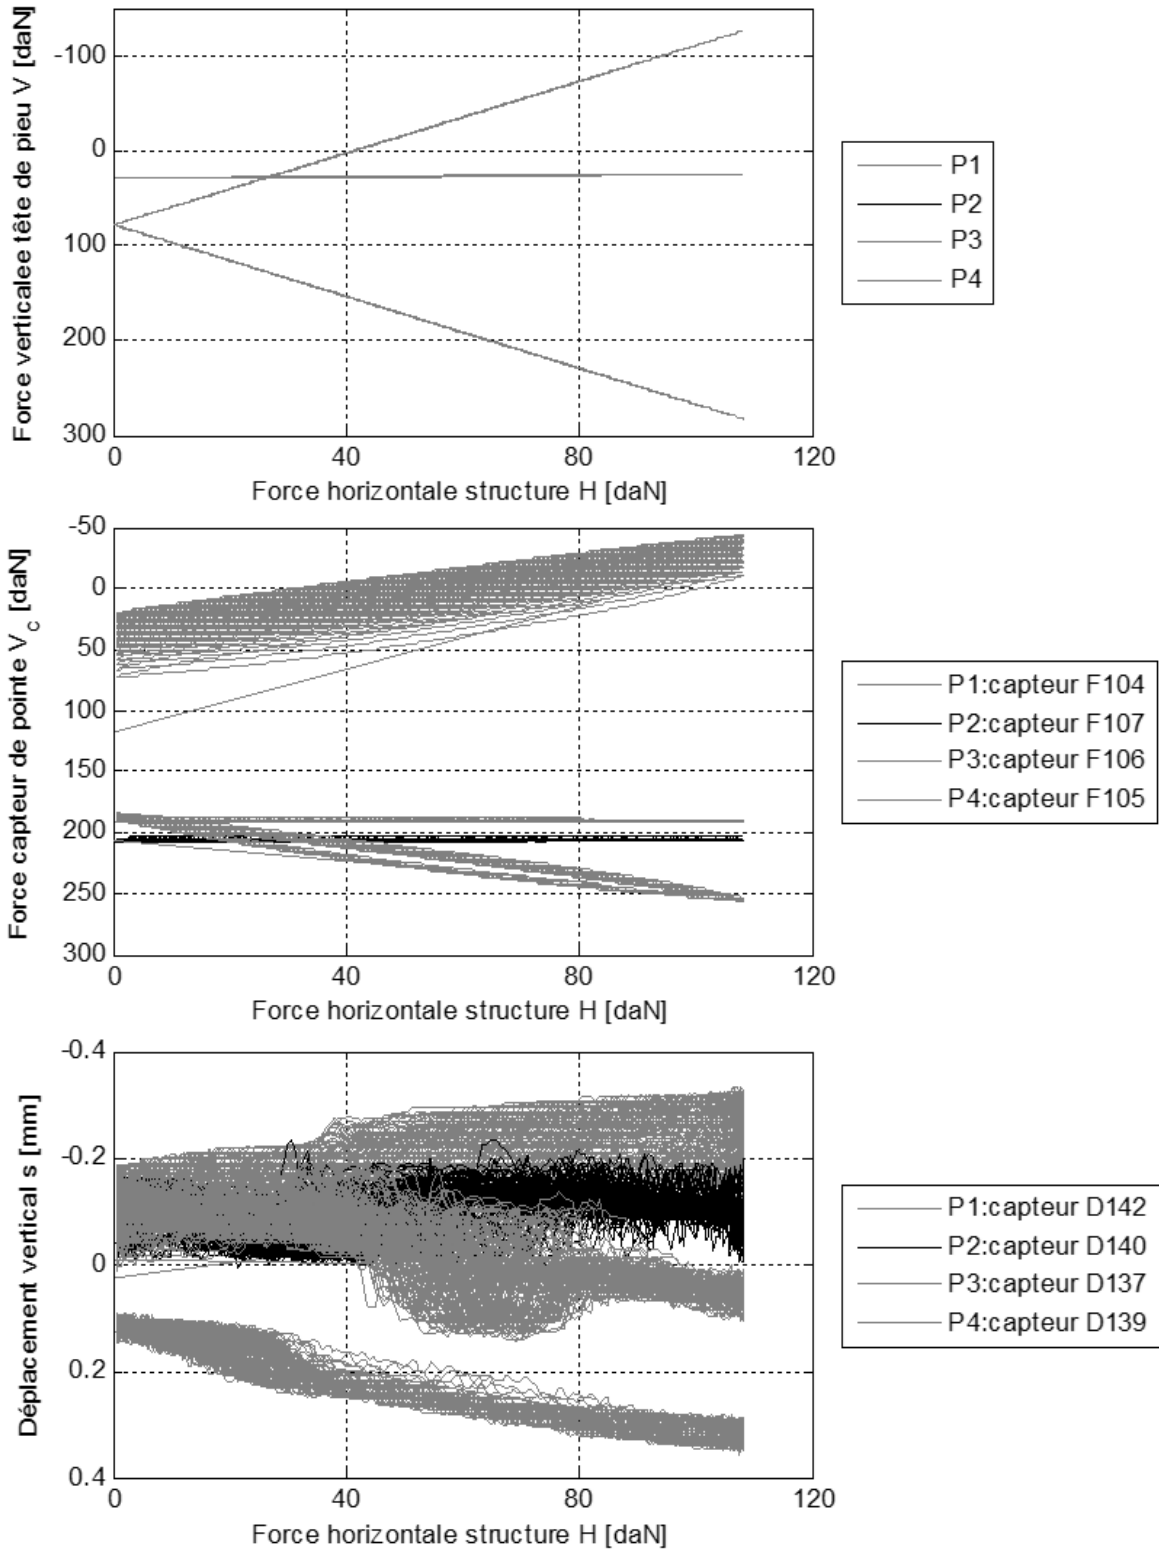 Force verticalee tête de pieu V [daN]
-100
0
100
200
300
0
40
80
120
Force horizontale structure H [daN]
P1
P2
P3
P4
Force capteur de pointe V_c [daN]
-50
0
50
100
150
200
250
300
0
40
80
120
Force horizontale structure H [daN]
P1:capteur F104
P2:capteur F107
P3:capteur F106
P4:capteur F105
Déplacement vertical s [mm]
-0.4
-0.2
0
0.2
0.4
0
40
80
120
Force horizontale structure H [daN]
P1:capteur D142
P2:capteur D140
P3:capteur D137
P4:capteur D139